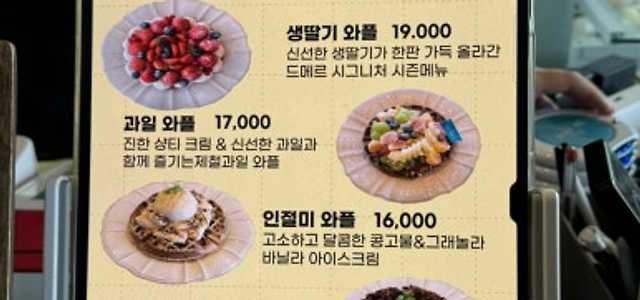 생딸기 와플 19.000
신선한 생딸기가 한판 가득 올라간
드메르 시그니처 시즌메뉴
과일 와플 17,000
진한 샹티 크림 & 신선한 과일과
함께 즐기는제철과일 와플
인절미 와플 16,000
고소하고 달콤한 콩고물&그래놀라
바닐라 아이스크림